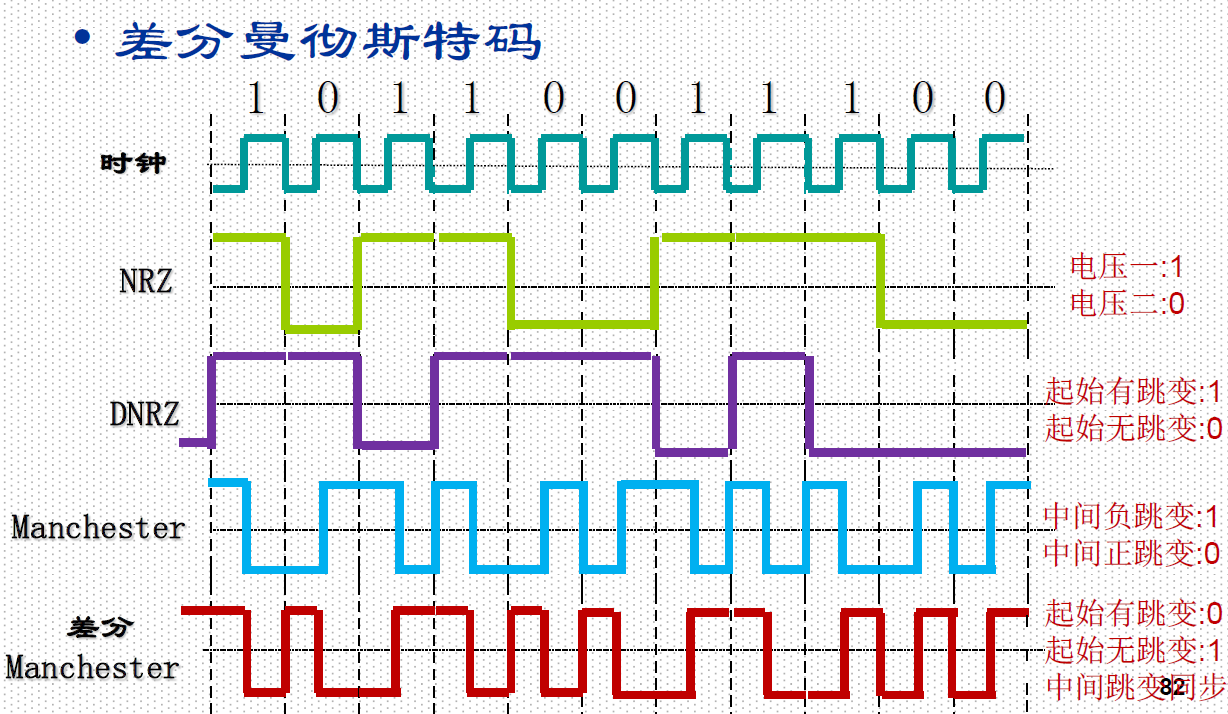 • 差分曼彻斯特码
1 0 1 1 0 0 1 1 1 0 0
时钟
NRZ
电压一:1
电压二:0
DNRZ
起始有跳变:1
起始无跳变:0
Manchester
中间负跳变:1
中间正跳变:0
差分
Manchester
起始有跳变:0
起始无跳变:1
中间跳变同步
82